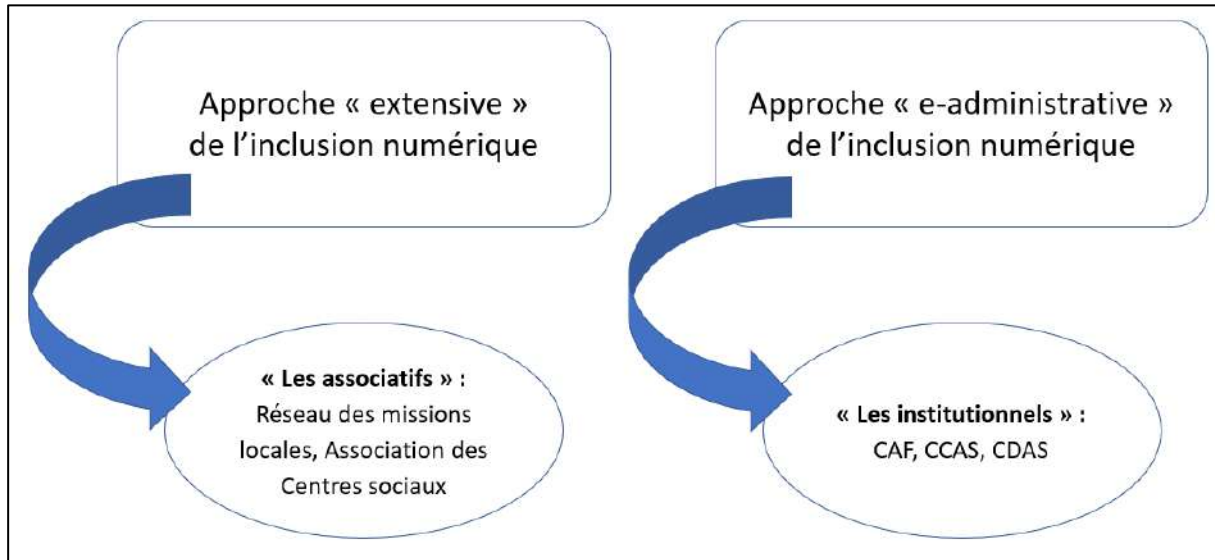 Approche « extensive »
de l’inclusion numérique
« Les associatifs » :
Réseau des missions
locales, Association des
Centres sociaux
Approche « e-administrative »
de l’inclusion numérique
« Les institutionnels » :
CAF, CCAS, CDAS